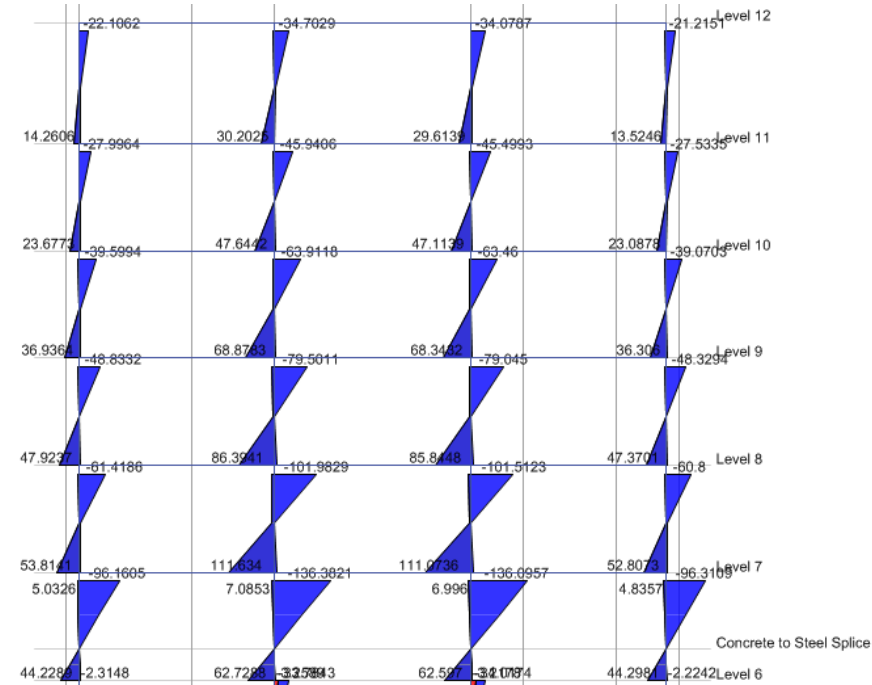 -22.1062 -34.7029 -34.0787 -21.2151 Level 12
14.2606 30.2025 29.6139 13.5246 Level 11
-27.9964 -45.9406 -45.4993 -27.5335
23.6773 47.6442 47.1139 23.0878 Level 10
-39.5994 -63.9118 -63.46 -39.0703
36.9364 68.8783 68.3432 36.306 Level 9
-48.8332 -79.5011 -79.045 -48.3294
47.9237 86.3941 85.8448 47.3701 Level 8
-61.4186 -101.9829 -101.5123 -60.8
53.8141 111.634 111.0736 52.8073 Level 7
-96.1605 -136.3821 -136.0957 -96.3109
5.0326 7.0853 6.996 4.8357
Concrete to Steel Splice
44.2289 -2.3148 62.7288 62.597 44.2981 -2.2242 Level 6